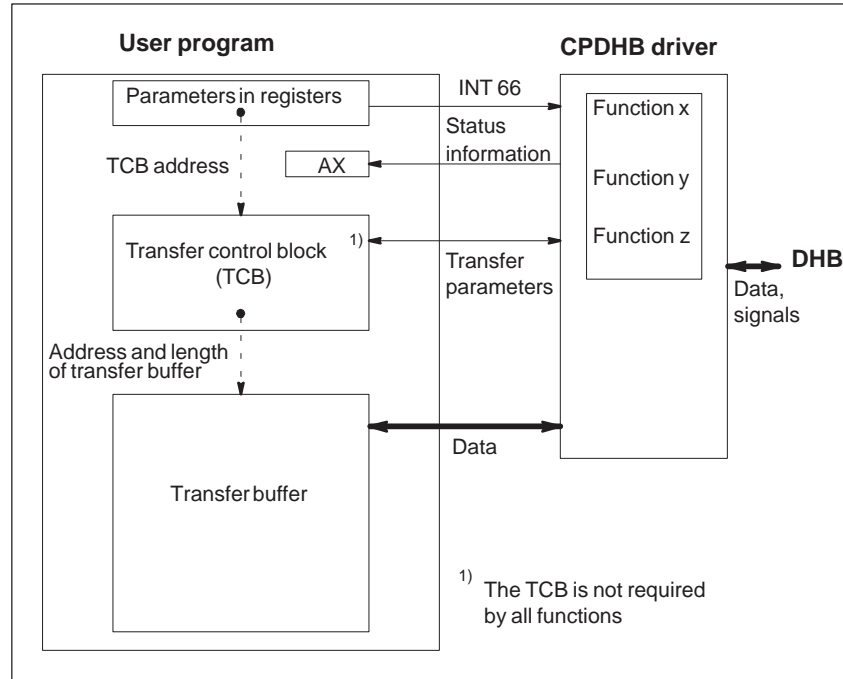 User program
CPDHB driver
Parameters in registers
INT 66
Function x
Status
information
TCB address
AX
Function y
Transfer control block 1)
(TCB)
Function z
Transfer
parameters
DHB
Data,
signals
Address and length
of transfer buffer
Data
Transfer buffer
1) The TCB is not required
by all functions